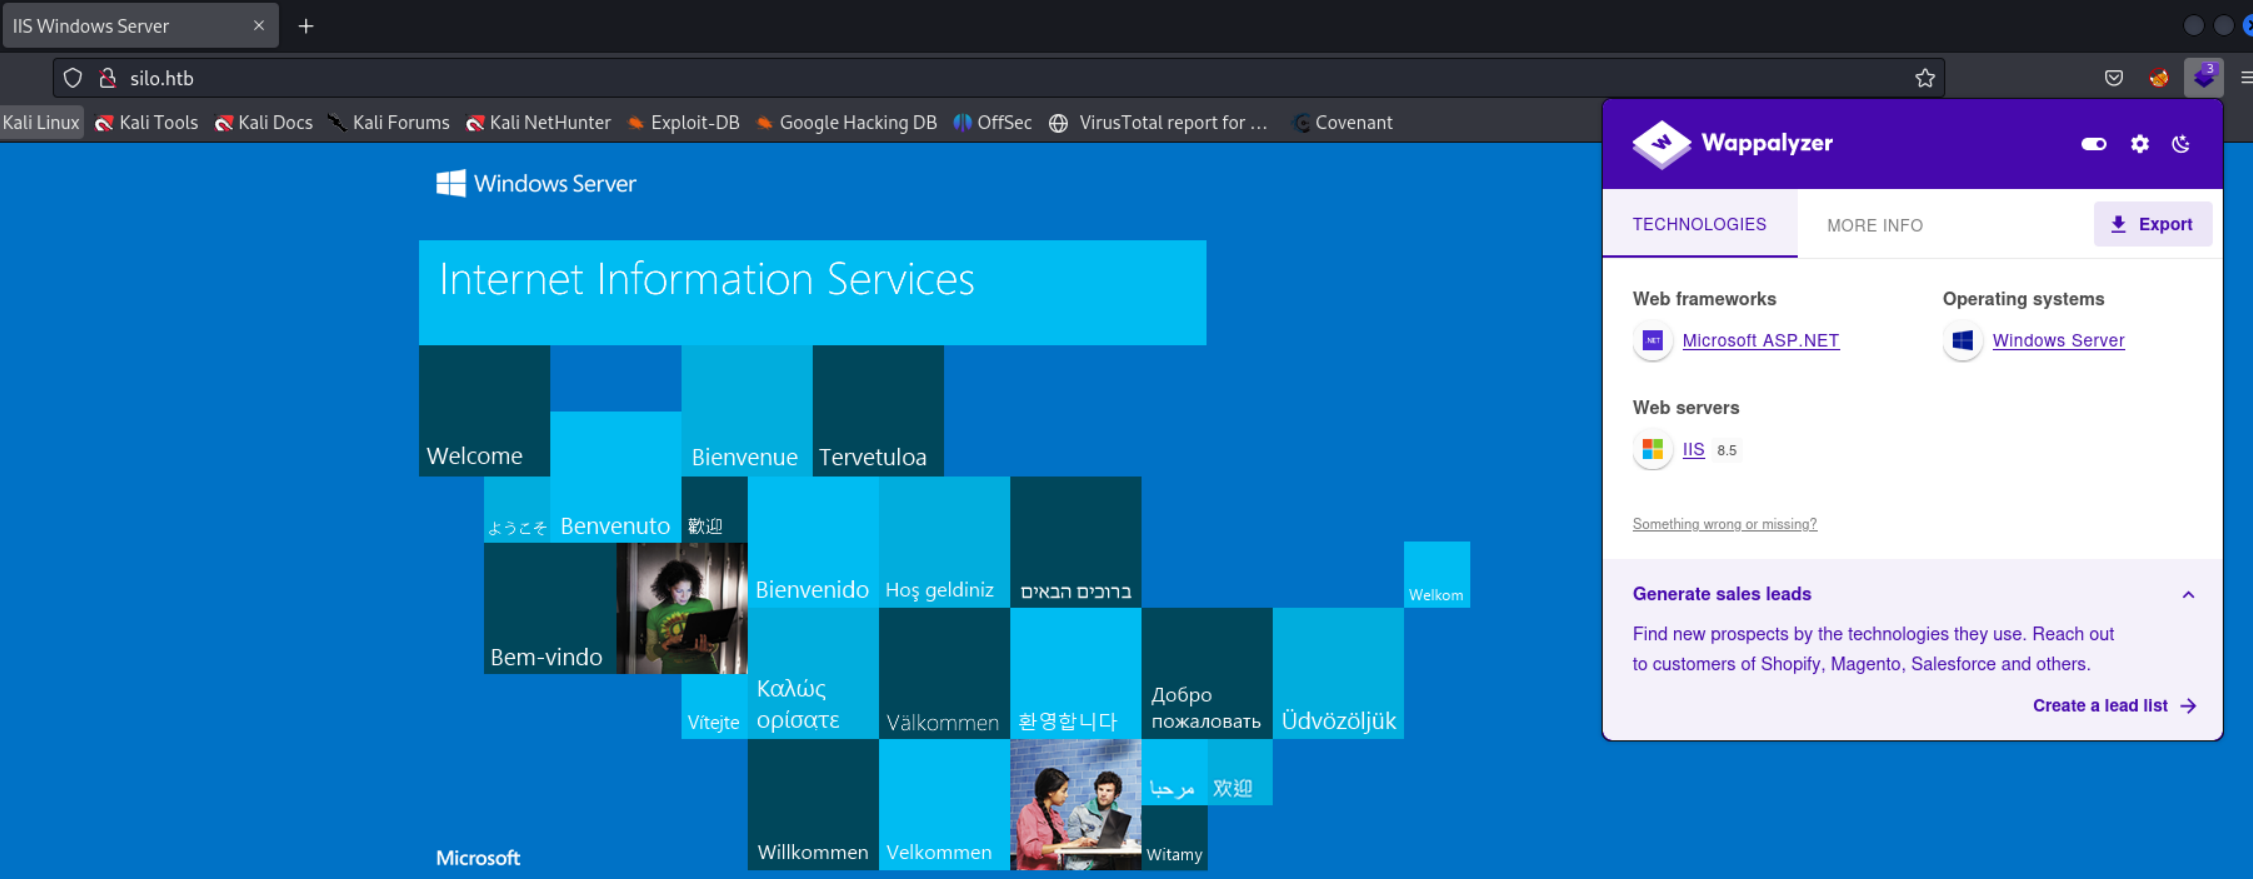 IIS Windows Server
silo.htb
3
Kali Linux Kali Tools Kali Docs Kali Forums Kali NetHunter Exploit-DB Google Hacking DB OffSec VirusTotal report for ... Covenant
Windows Server
Internet Information Services
Welcome
Bienvenue
Tervetuloa
ようこそ
Benvenuto
歡迎
Bienvenido
Hoş geldiniz
ברוכים הבאים
Welkom
Bem-vindo
Vítejte
Καλώς
ορίσατε
Välkommen
환영합니다
Добро
пожаловать
Üdvözöljük
مرحبا
欢迎
Willkommen
Velkommen
Witamy
Microsoft
Wappalyzer
TECHNOLOGIES
MORE INFO
Export
Web frameworks
.NET
Microsoft ASP.NET
Operating systems
Windows Server
Web servers
IIS 8.5
Something wrong or missing?
Generate sales leads
Find new prospects by the technologies they use. Reach out
to customers of Shopify, Magento, Salesforce and others.
Create a lead list